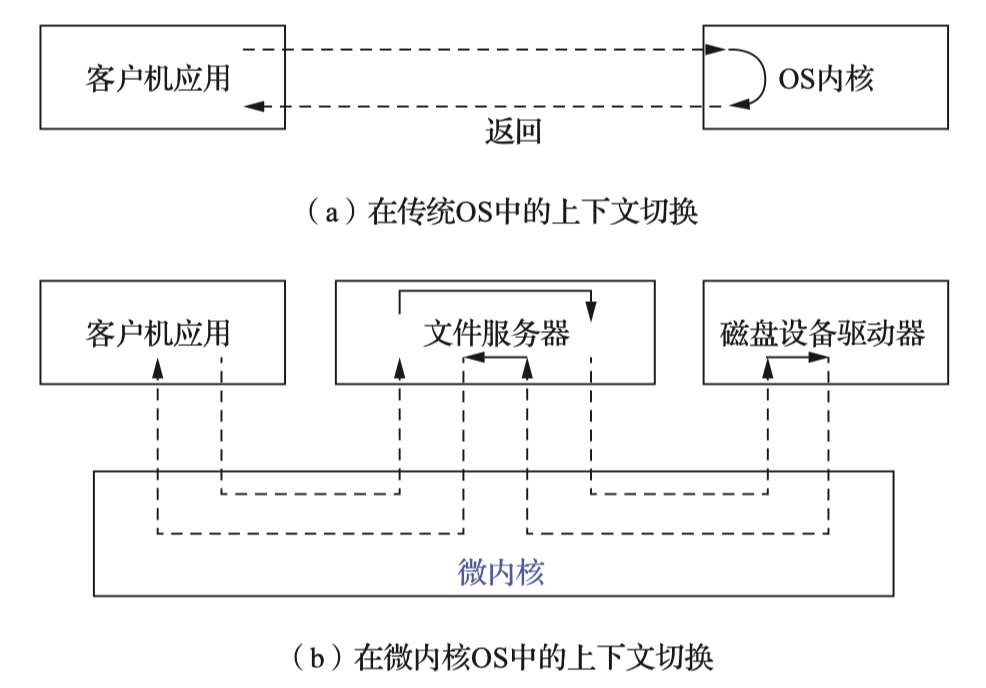 客户机应用
OS内核
返回
（a）在传统OS中的上下文切换
客户机应用
文件服务器
磁盘设备驱动器
微内核
（b）在微内核OS中的上下文切换